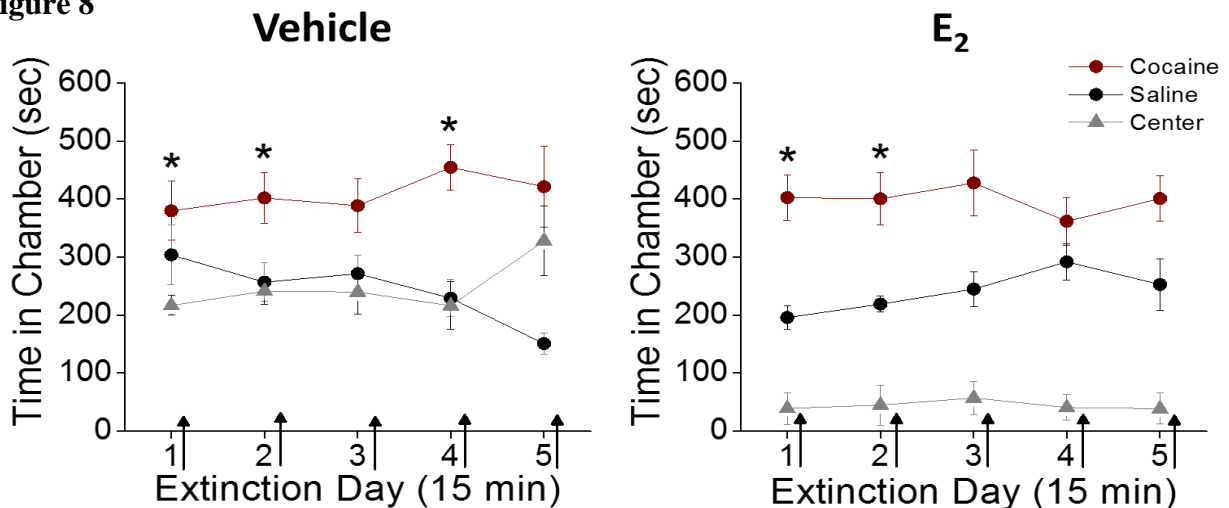 igure 8
Vehicle
E₂
Cocaine
Saline
Center
Time in Chamber (sec)
600
500
400
300
200
100
0
* * *
1 2 3 4 5
Extinction Day (15 min)
Time in Chamber (sec)
600
500
400
300
200
100
0
* *
1 2 3 4 5
Extinction Day (15 min)